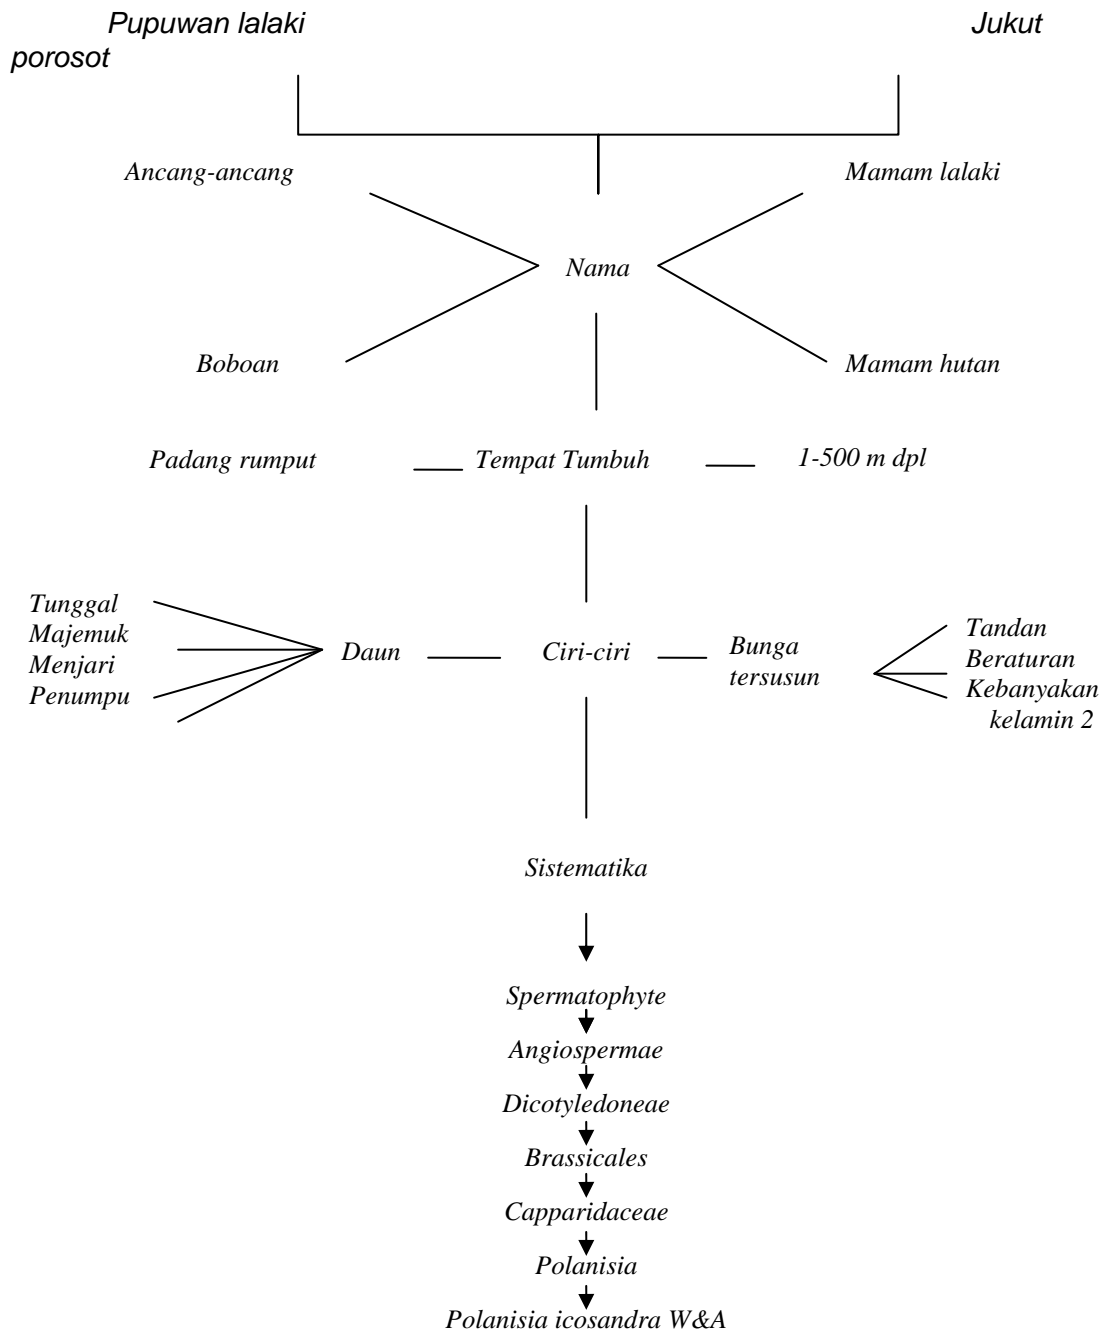 Pupuwan lalaki Jukut
porosot
Ancang-ancang Mamam lalaki
Nama
Boboan Mamam hutan
Padang rumput Tempat Tumbuh 1-500 m dpl
Tunggal
Majemuk
Menjari
Penumpu
Daun Ciri-ciri Bunga
tersusun
Tandan
Beraturan
Kebanyakan
kelamin 2
Sistematika
Spermatophyte
Angiospermae
Dicotyledoneae
Brassicales
Capparidaceae
Polanisia
Polanisia icosandra W&A